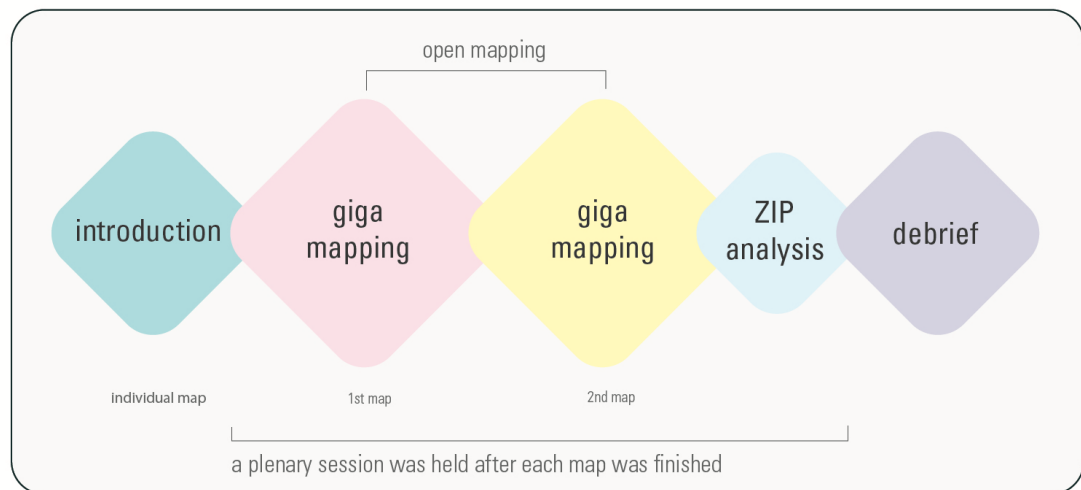 open mapping
introduction
giga
mapping
giga
mapping
ZIP
analysis
debrief
individual map
1st map
2nd map
a plenary session was held after each map was finished